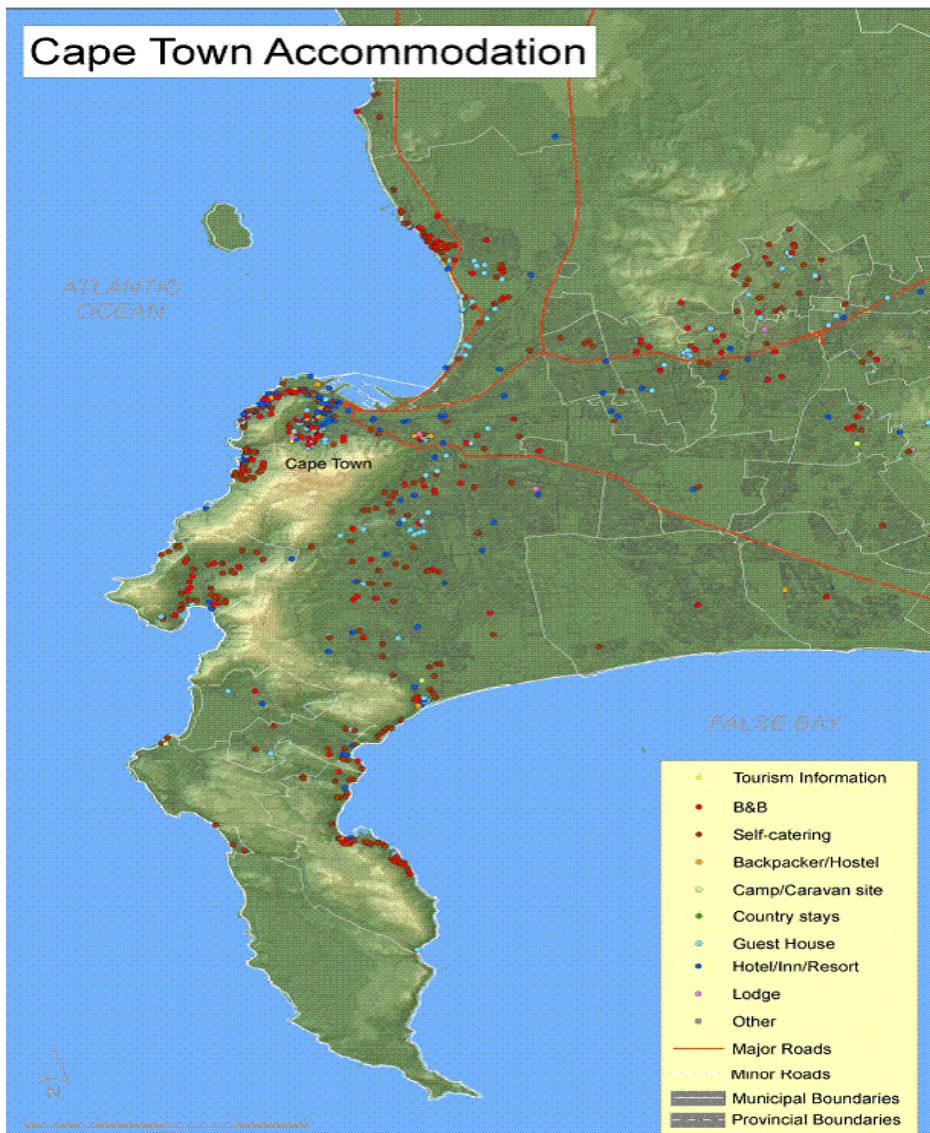 Cape Town Accommodation
ATLANTIC
OCEAN
Cape Town
FALSE BAY
Tourism Information
B&B
Self-catering
Backpacker/Hostel
Camp/Caravan site
Country stays
Guest House
Hotel/Inn/Resort
Lodge
Other
Major Roads
Minor Roads
Municipal Boundaries
Provincial Boundaries
N